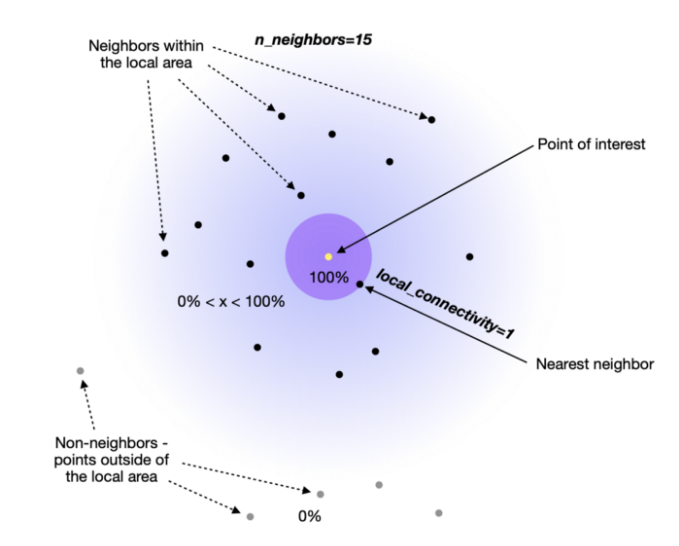 n_neighbors=15
Neighbors within
the local area
Point of interest
100%
local_connectivity=1
0% < x < 100%
Nearest neighbor
Non-neighbors -
points outside of
the local area
0%